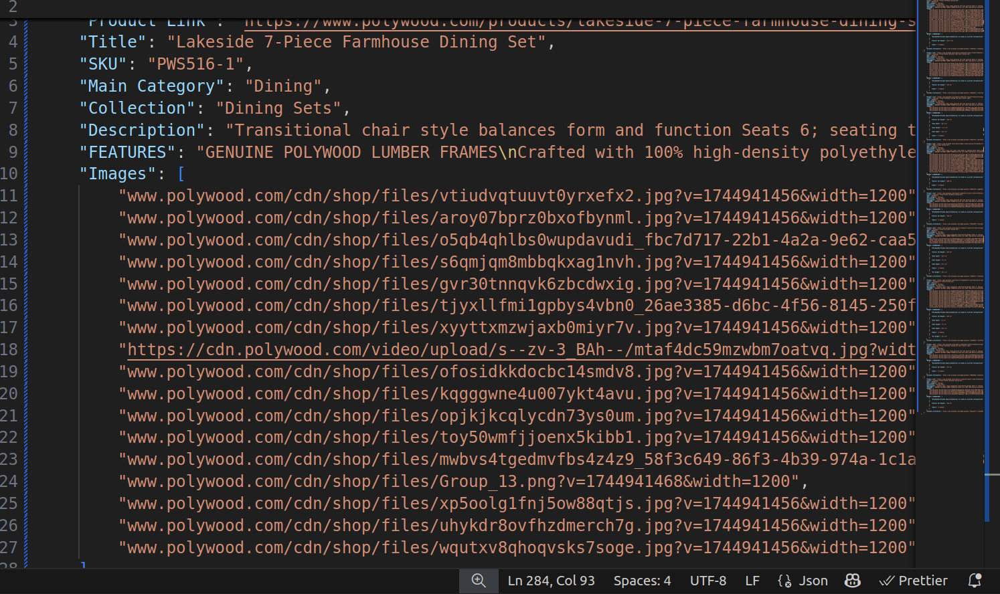 2
3 "Product Link": "https://www.polywood.com/products/lakeside-7-piece-farmhouse-dining-s
4 "Title": "Lakeside 7-Piece Farmhouse Dining Set",
5 "SKU": "PWS516-1",
6 "Main Category": "Dining",
7 "Collection": "Dining Sets",
8 "Description": "Transitional chair style balances form and function Seats 6; seating t
9 "FEATURES": "GENUINE POLYWOOD LUMBER FRAMES\nCrafted with 100% high-density polyethyle
10 "Images": [
11 "www.polywood.com/cdn/shop/files/vtiudvqtuuvt0yrxefx2.jpg?v=1744941456&width=1200"
12 "www.polywood.com/cdn/shop/files/aroy07wprz0bxofbynml.jpg?v=1744941456&width=1200"
13 "www.polywood.com/cdn/shop/files/o5qb4qhlbs0wupdavudi_fbc7d717-22b1-4a2a-9e62-caa5
14 "www.polywood.com/cdn/shop/files/s6qmjqm8mbbqkxag1nvh.jpg?v=1744941456&width=1200"
15 "www.polywood.com/cdn/shop/files/gvt30tnnqvk6zbcdwxig.jpg?v=1744941456&width=1200"
16 "www.polywood.com/cdn/shop/files/tjyxllfmi1gpbys4vbn0_26ae3385-d6bc-4f56-8145-250f
17 "www.polywood.com/cdn/shop/files/xyyttxmzwjaxb0miyr7v.jpg?v=1744941456&width=1200"
18 "https://cdn.polywood.com/video/upload/s--zv-3_BAh--/mtaf4dc59mzwbm7oatvq.jpg?widt
19 "www.polywood.com/cdn/shop/files/ofcsidkkdocbc14smdv8.jpg?v=1744941456&width=1200"
20 "www.polywood.com/cdn/shop/files/kqzgowne4u007ykt4avu.jpg?v=1744941456&width=1200"
21 "www.polywood.com/cdn/shop/files/opjkjkcqlycdn73ys0um.jpg?v=1744941456&width=1200"
22 "www.polywood.com/cdn/shop/files/toy50wmfjjoenx5kibb1.jpg?v=1744941456&width=1200"
23 "www.polywood.com/cdn/shop/files/mwbvs4tgedmvfbs4z4z9_58f3c649-86f3-4b39-974a-1c1a
24 "www.polywood.com/cdn/shop/files/Group_13.png?v=1744941468&width=1200",
25 "www.polywood.com/cdn/shop/files/xp5oolg1fnj5ow88qtjs.jpg?v=1744941456&width=1200"
26 "www.polywood.com/cdn/shop/files/uhykdr8ovfhzdmerch7g.jpg?v=1744941456&width=1200"
27 "www.polywood.com/cdn/shop/files/wqutxv8qhoqvsks7soge.jpg?v=1744941456&width=1200"
28 ]
Ln 284, Col 93 Spaces: 4 UTF-8 LF Json Prettier